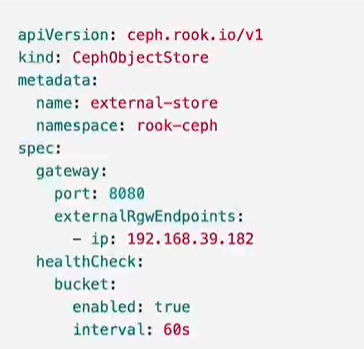 apiVersion: ceph.rook.io/v1
kind: CephObjectStore
metadata:
  name: external-store
  namespace: rook-ceph
spec:
  gateway:
    port: 8080
    externalRgwEndpoints:
      - ip: 192.168.39.182
  healthCheck:
    bucket:
      enabled: true
      interval: 60s